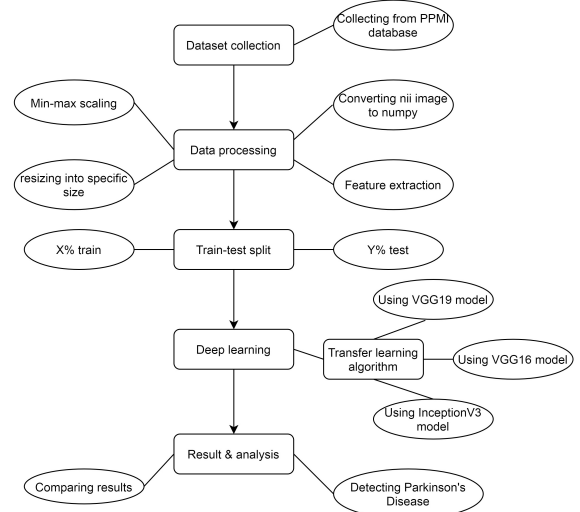 Collecting from PPMI
database
Dataset collection
Min-max scaling
Converting nii image
to numpy
Data processing
resizing into specific
size
Feature extraction
X% train
Train-test split
Y% test
Using VGG19 model
Deep learning
Transfer learning
algorithm
Using VGG16 model
Using InceptionV3
model
Result & analysis
Comparing results
Detecting Parkinson's
Disease